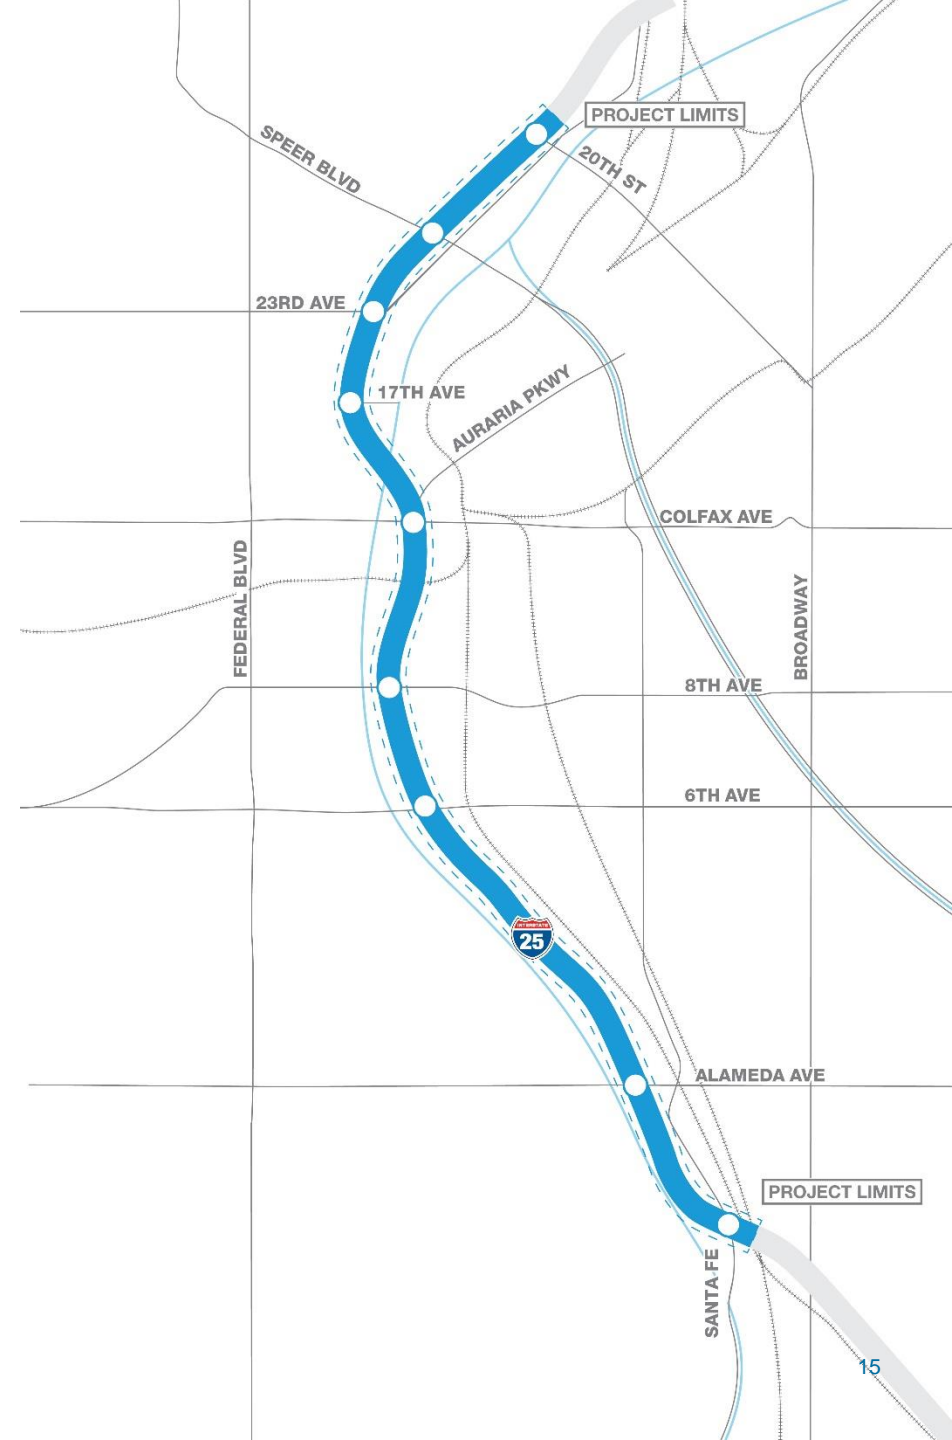 PROJECT LIMITS
SPEER BLVD
20TH ST
23RD AVE
17TH AVE
AURARIA PKWY
COLFAX AVE
FEDERAL BLVD
BROADWAY
8TH AVE
6TH AVE
INTERSTATE
25
ALAMEDA AVE
PROJECT LIMITS
SANTA FE
15